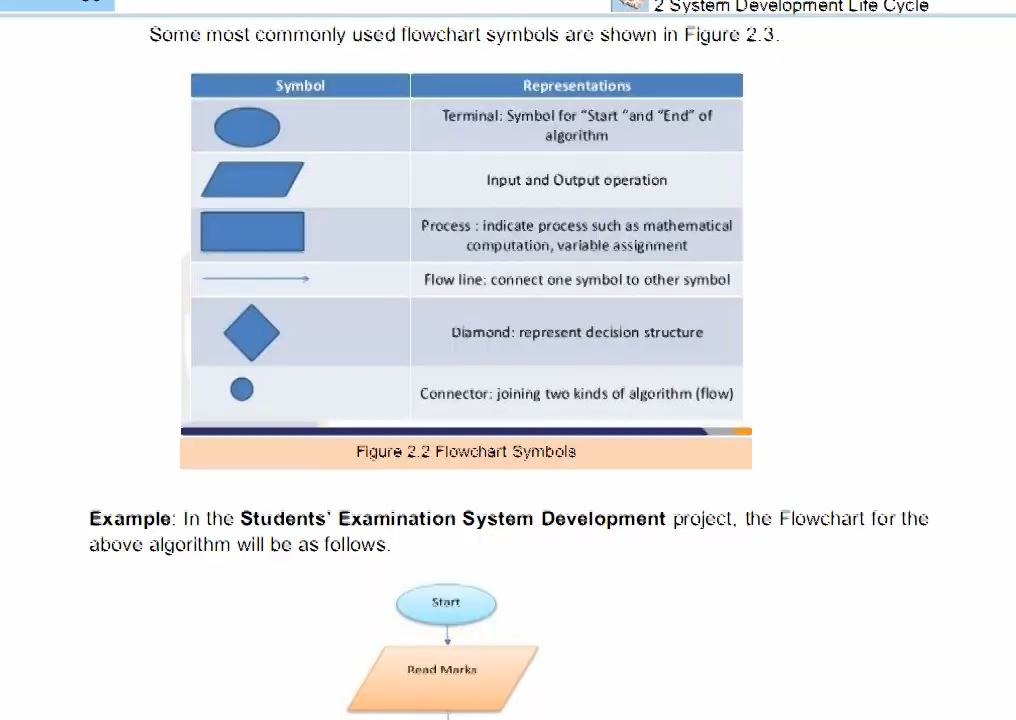 2 System Development Life Cycle
Some most commonly used flowchart symbols are shown in Figure 2.3.
Symbol
Representations
Terminal: Symbol for “Start “and “End” of
algorithm
Input and Output operation
Process : indicate process such as mathematical
computation, variable assignment
Flow line: connect one symbol to other symbol
Diamond: represent decision structure
Connector: joining two kinds of algorithm (flow)
Figure 2.2 Flowchart Symbols
Example: In the Students’ Examination System Development project, the Flowchart for the
above algorithm will be as follows.
Start
Read Marks